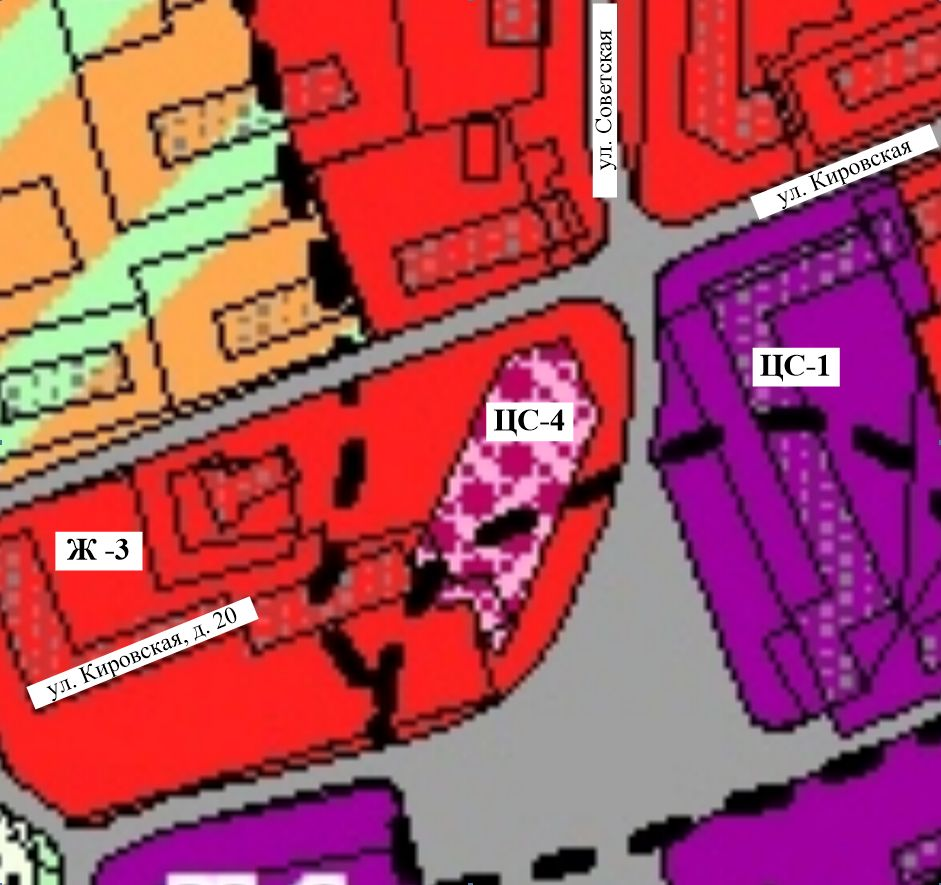 ул. Советская
ул. Кировская
ЦС-1
ЦС-4
Ж -3
ул. Кировская, д. 20